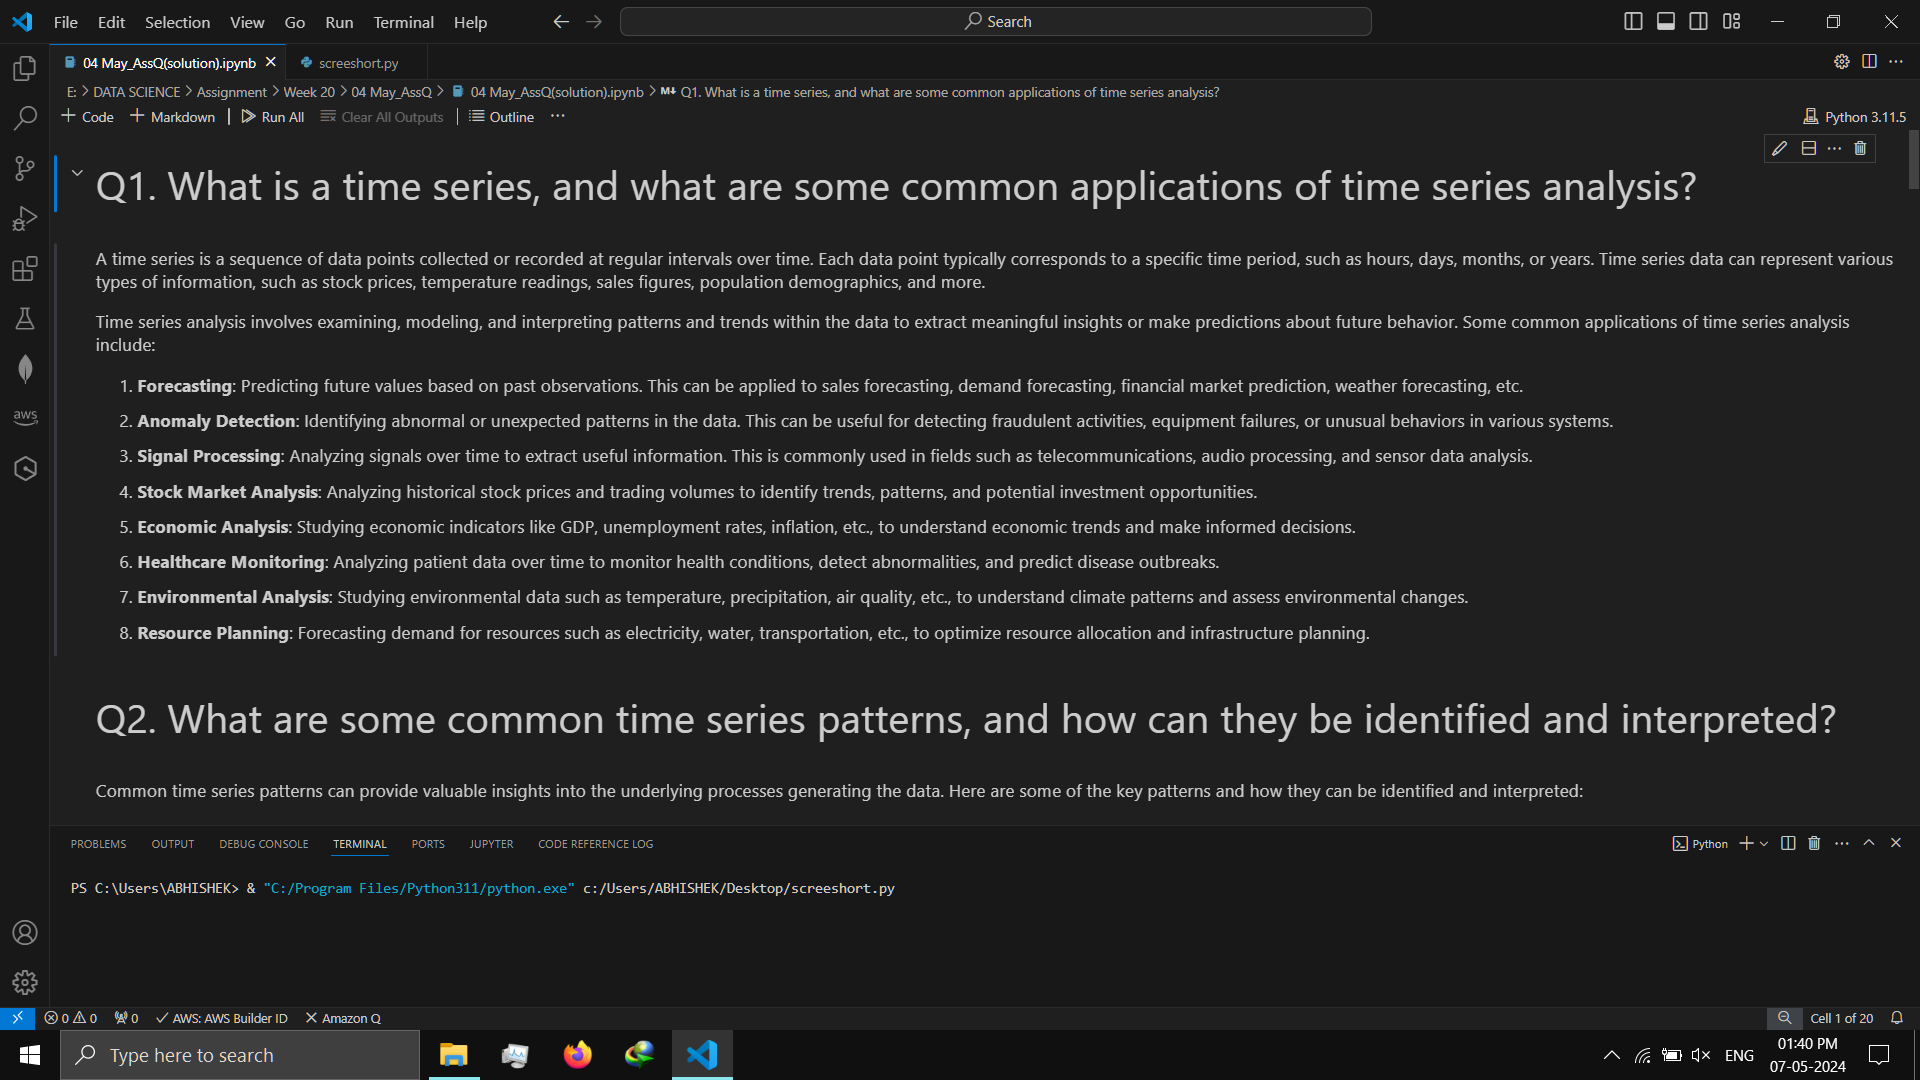 File Edit Selection View Go Run Terminal Help Search
04 May_AssQ(solution).ipynb screeshort.py
E: > DATA SCIENCE > Assignment > Week 20 > 04 May_AssQ > 04 May_AssQ(solution).ipynb > M↓ Q1. What is a time series, and what are some common applications of time series analysis?
+ Code + Markdown | Run All Clear All Outputs | Outline ... Python 3.11.5
Q1. What is a time series, and what are some common applications of time series analysis?
A time series is a sequence of data points collected or recorded at regular intervals over time. Each data point typically corresponds to a specific time period, such as hours, days, months, or years. Time series data can represent various
types of information, such as stock prices, temperature readings, sales figures, population demographics, and more.
Time series analysis involves examining, modeling, and interpreting patterns and trends within the data to extract meaningful insights or make predictions about future behavior. Some common applications of time series analysis
include:
1. Forecasting: Predicting future values based on past observations. This can be applied to sales forecasting, demand forecasting, financial market prediction, weather forecasting, etc.
2. Anomaly Detection: Identifying abnormal or unexpected patterns in the data. This can be useful for detecting fraudulent activities, equipment failures, or unusual behaviors in various systems.
3. Signal Processing: Analyzing signals over time to extract useful information. This is commonly used in fields such as telecommunications, audio processing, and sensor data analysis.
4. Stock Market Analysis: Analyzing historical stock prices and trading volumes to identify trends, patterns, and potential investment opportunities.
5. Economic Analysis: Studying economic indicators like GDP, unemployment rates, inflation, etc., to understand economic trends and make informed decisions.
6. Healthcare Monitoring: Analyzing patient data over time to monitor health conditions, detect abnormalities, and predict disease outbreaks.
7. Environmental Analysis: Studying environmental data such as temperature, precipitation, air quality, etc., to understand climate patterns and assess environmental changes.
8. Resource Planning: Forecasting demand for resources such as electricity, water, transportation, etc., to optimize resource allocation and infrastructure planning.
Q2. What are some common time series patterns, and how can they be identified and interpreted?
Common time series patterns can provide valuable insights into the underlying processes generating the data. Here are some of the key patterns and how they can be identified and interpreted:
PROBLEMS OUTPUT DEBUG CONSOLE TERMINAL PORTS JUPYTER CODE REFERENCE LOG Python
PS C:\Users\ABHISHEK> & "C:/Program Files/Python311/python.exe" c:/Users/ABHISHEK/Desktop/screeshort.py
aws
0 0 0 AWS: AWS Builder ID Amazon Q Cell 1 of 20
Type here to search ENG 01:40 PM
07-05-2024